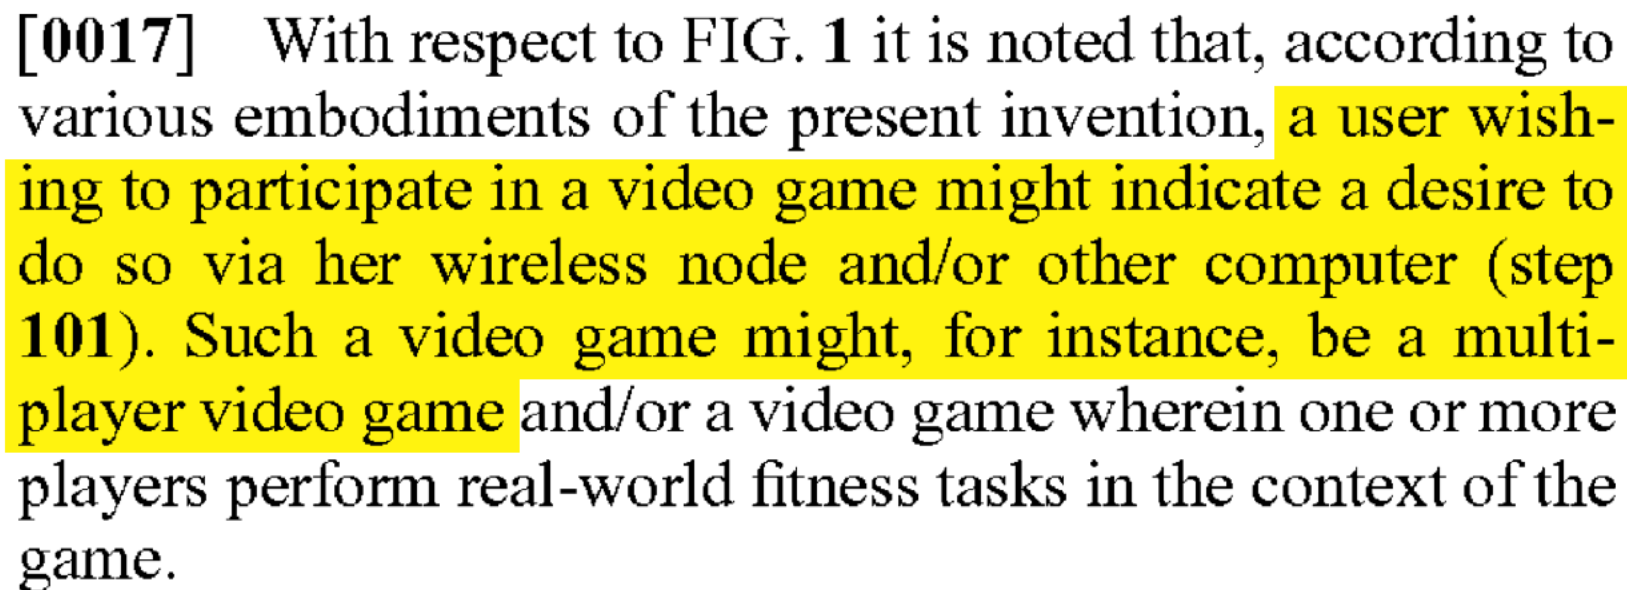 [0017] With respect to FIG. 1 it is noted that, according to
various embodiments of the present invention, a user wish-
ing to participate in a video game might indicate a desire to
do so via her wireless node and/or other computer (step
101). Such a video game might, for instance, be a multi-
player video game and/or a video game wherein one or more
players perform real-world fitness tasks in the context of the
game.